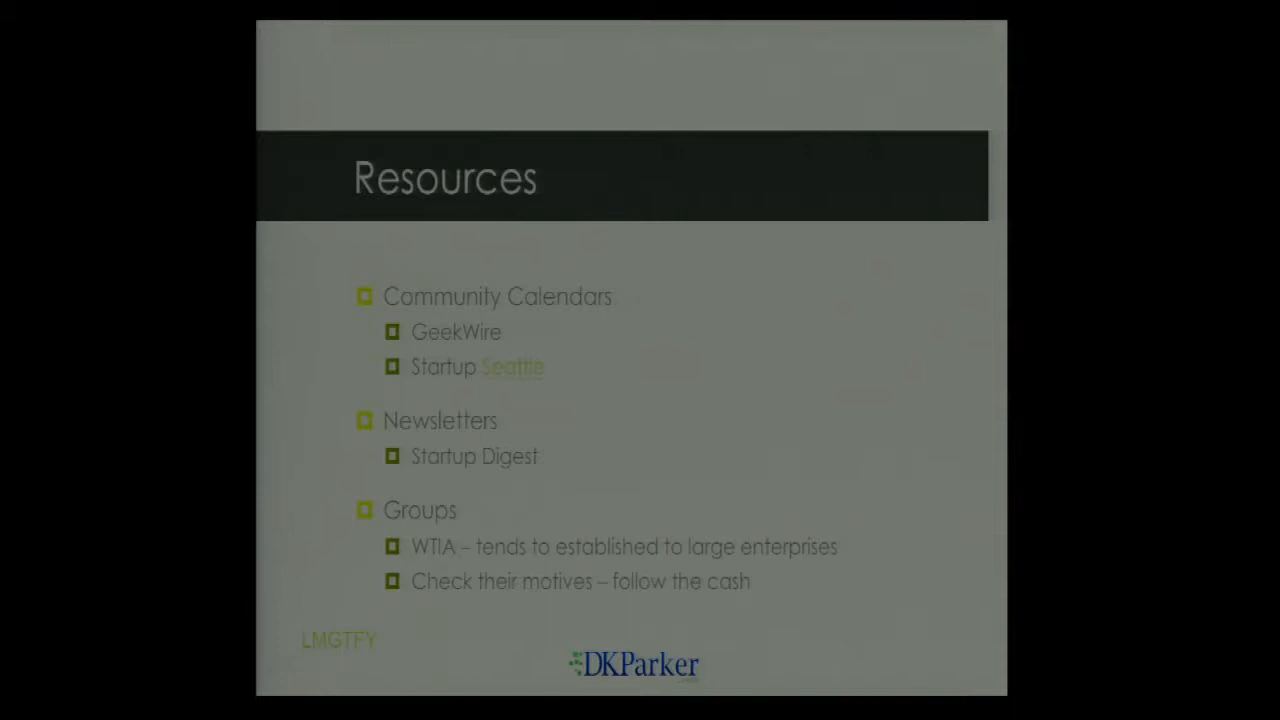 Resources
Community Calendars
GeekWire
Startup Seattle
Newsletters
Startup Digest
Groups
WTIA – tends to established to large enterprises
Check their motives – follow the cash
LMGTFY
DKParker